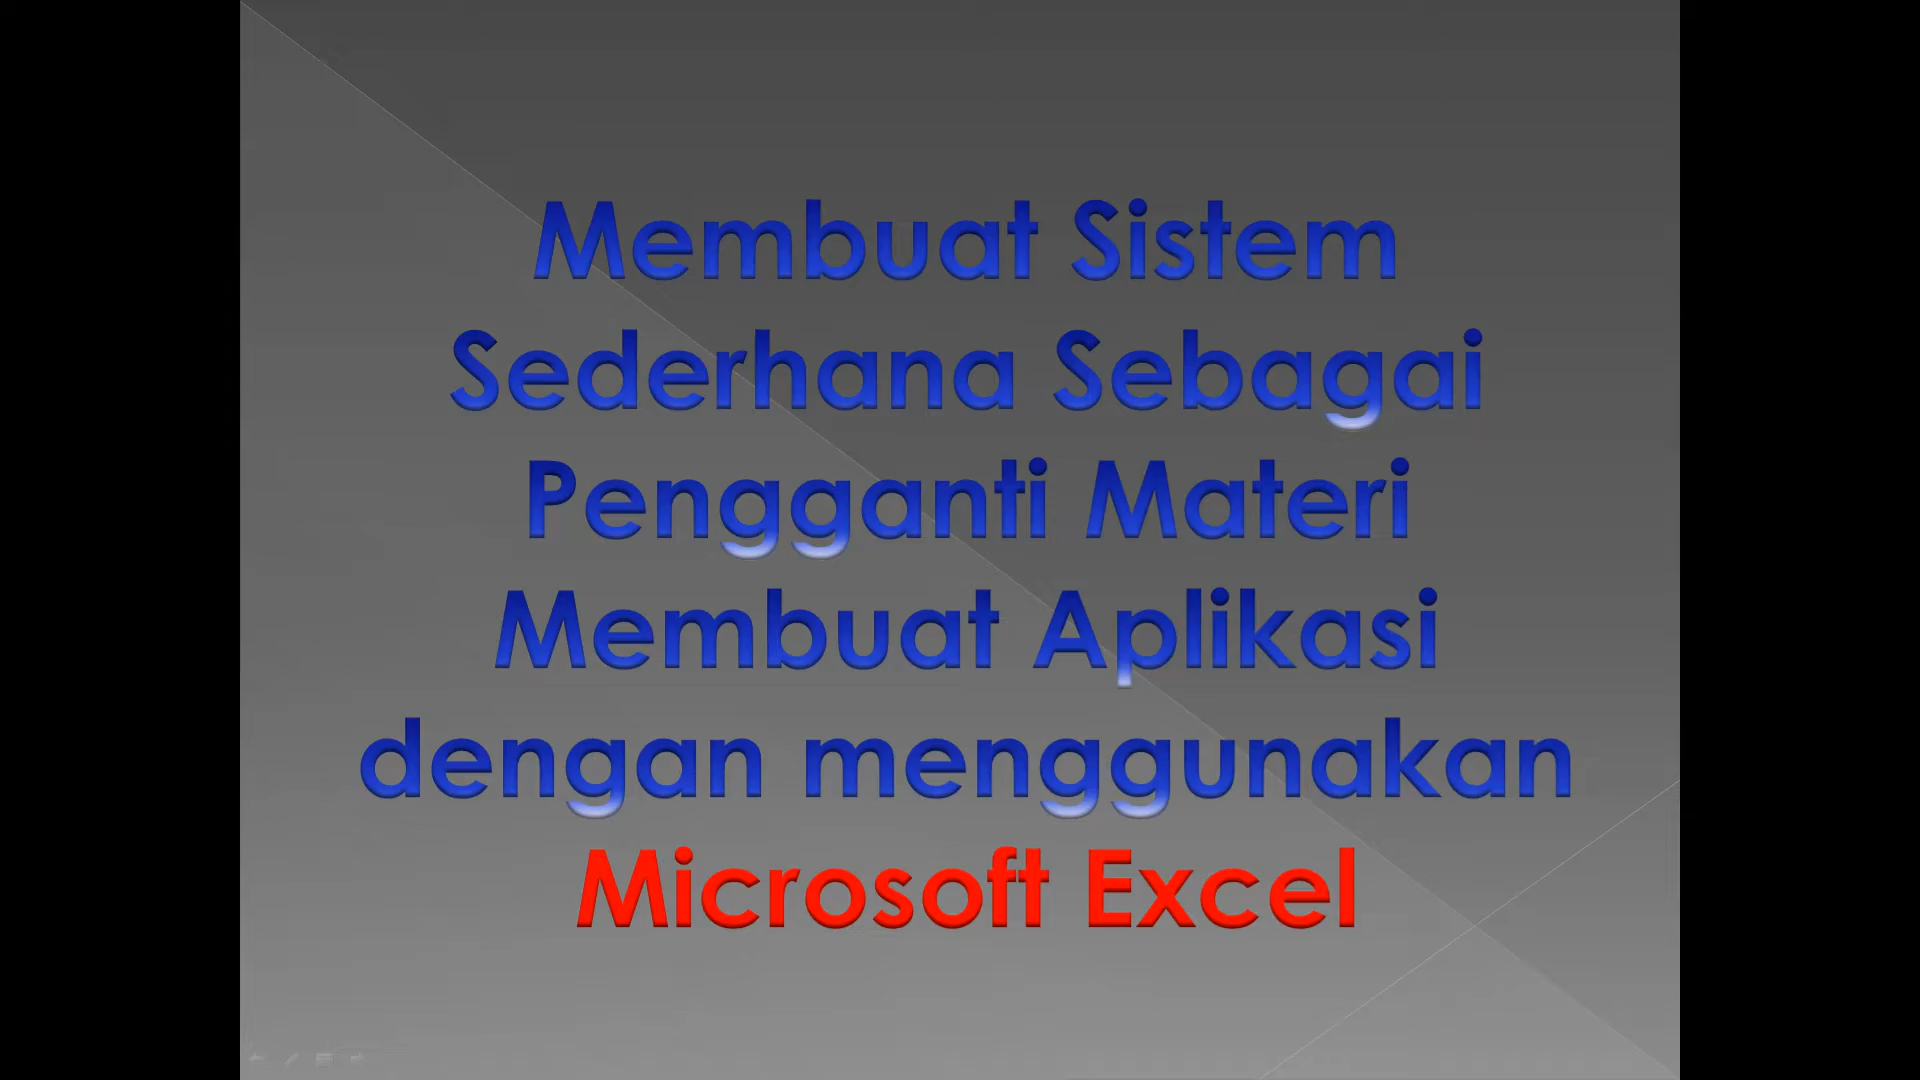 Membuat Sistem
Sederhana Sebagai
Pengganti Materi
Membuat Aplikasi
dengan menggunakan
Microsoft Excel